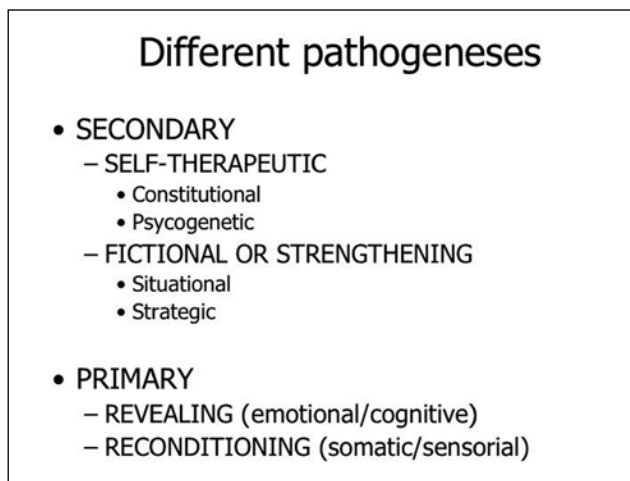 Different pathogeneses
• SECONDARY
– SELF-THERAPEUTIC
• Constitutional
• Psycogenetic
– FICTIONAL OR STRENGTHENING
• Situational
• Strategic
• PRIMARY
– REVEALING (emotional/cognitive)
– RECONDITIONING (somatic/sensorial)